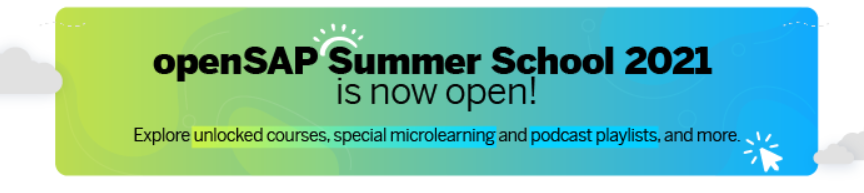 openSAP Summer School 2021
is now open!
Explore unlocked courses, special microlearning and podcast playlists, and more.